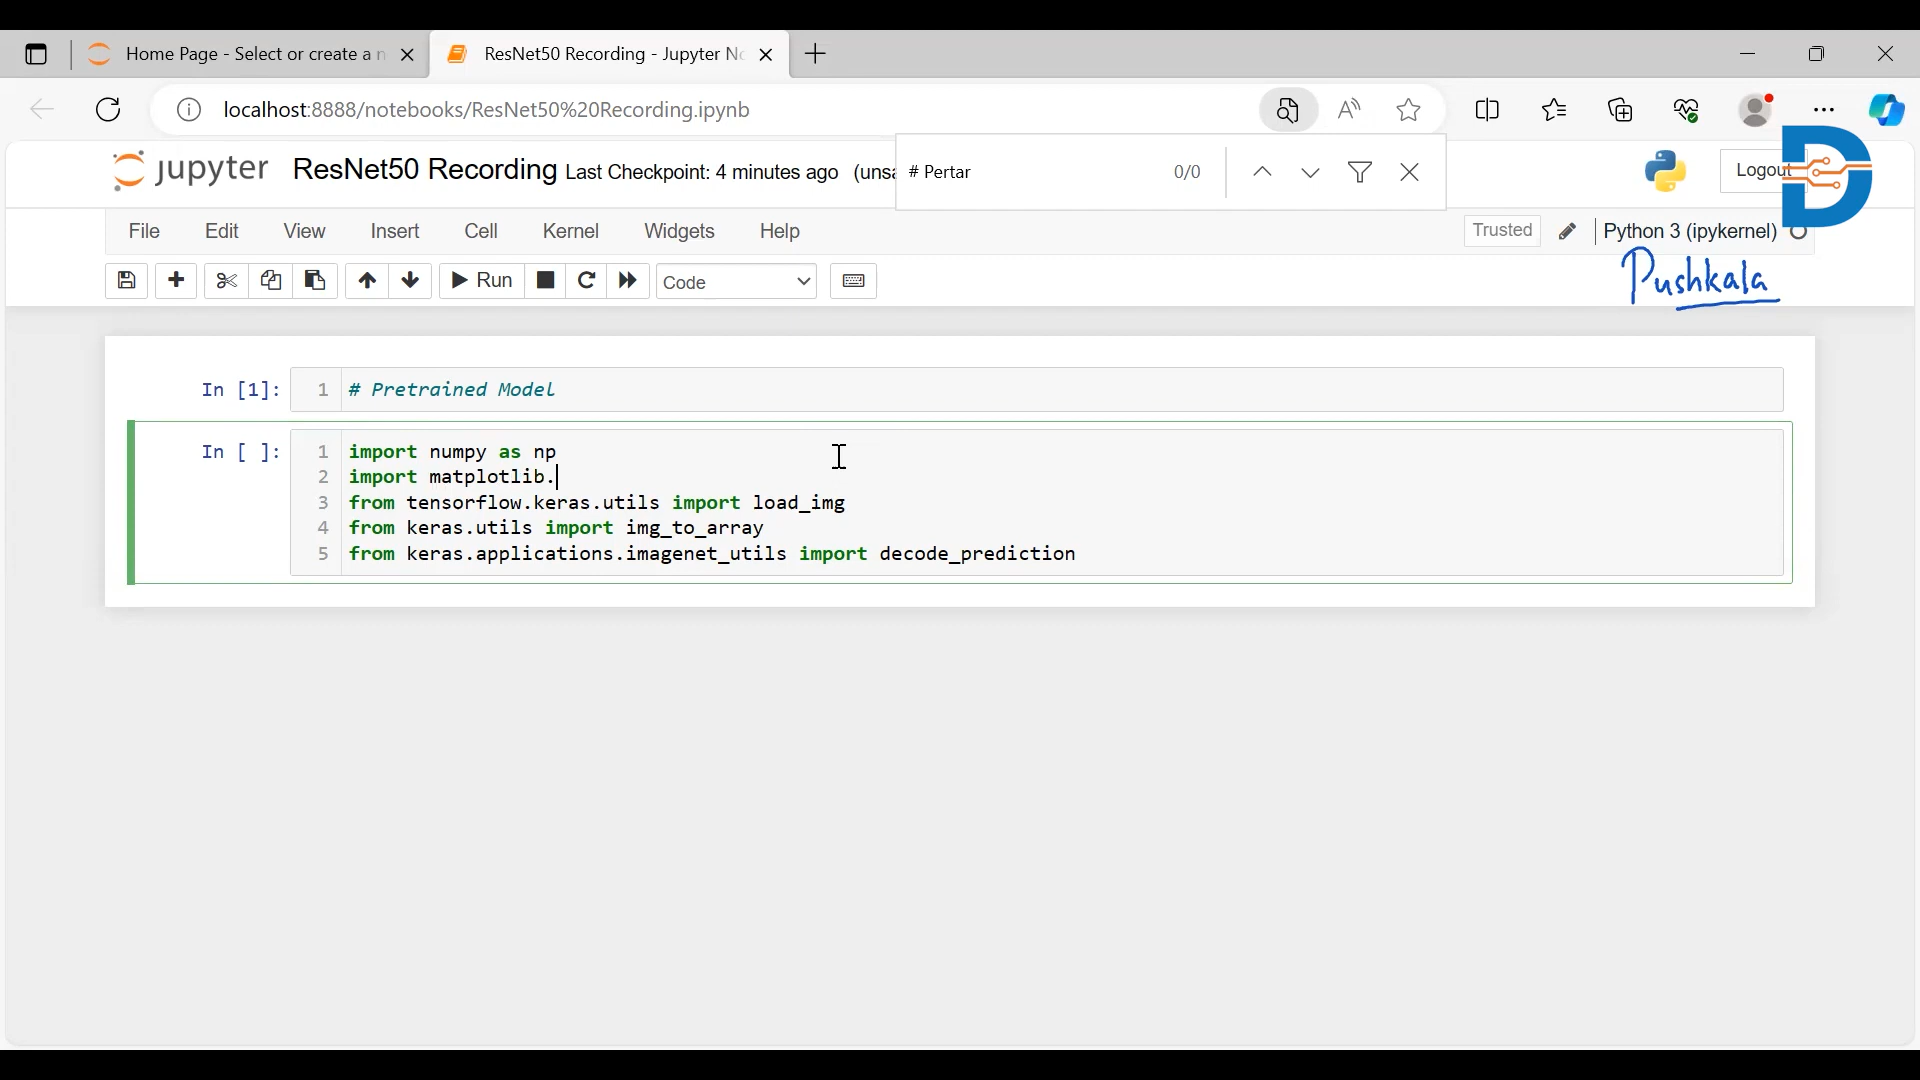 Home Page - Select or create a n
ResNet50 Recording - Jupyter No
localhost:8888/notebooks/ResNet50%20Recording.ipynb
jupyter ResNet50 Recording Last Checkpoint: 4 minutes ago (unsa
# Pertar 0/0
Logout
File Edit View Insert Cell Kernel Widgets Help
Trusted Python 3 (ipykernel)
Run Code
Pushkala
In [1]: 1 # Pretrained Model
In [ ]: 1 import numpy as np
2 import matplotlib.
3 from tensorflow.keras.utils import load_img
4 from keras.utils import img_to_array
5 from keras.applications.imagenet_utils import decode_prediction